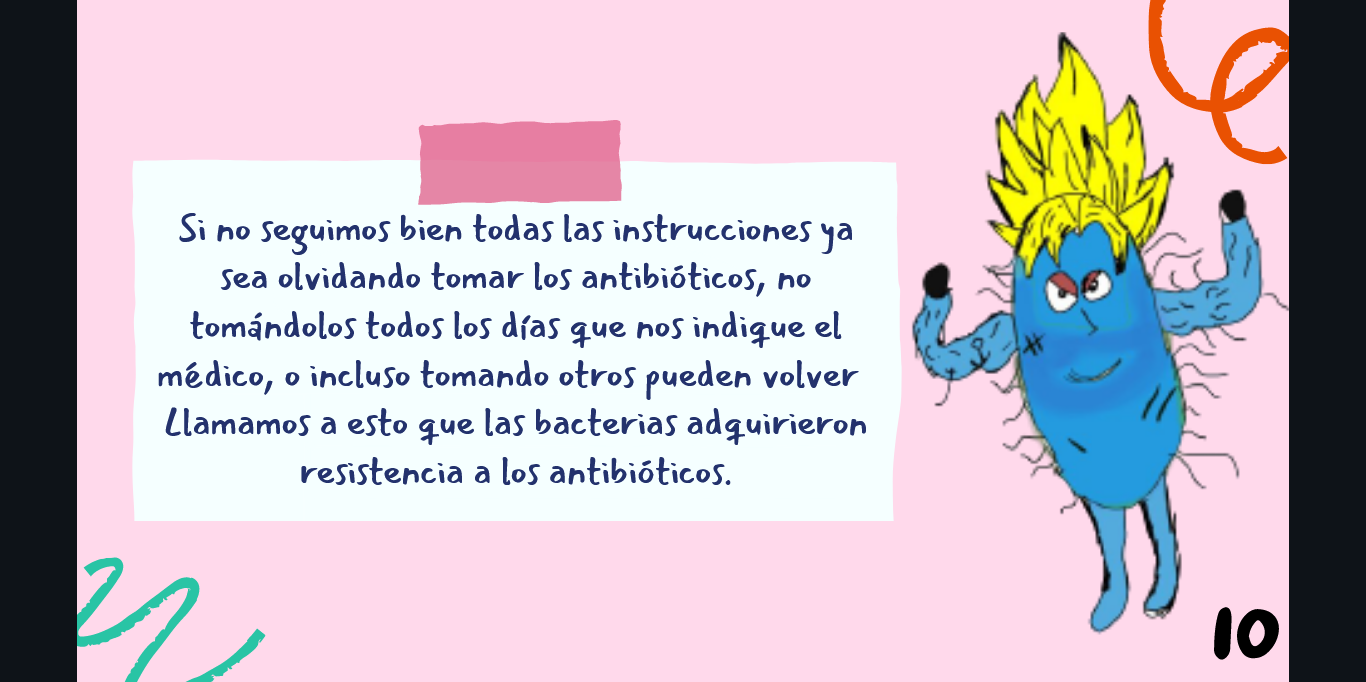 Si no seguimos bien todas las instrucciones ya
sea olvidando tomar los antibióticos, no
tomándolos todos los días que nos indique el
médico, o incluso tomando otros pueden volver
Llamamos a esto que las bacterias adquirieron
resistencia a los antibióticos.
10